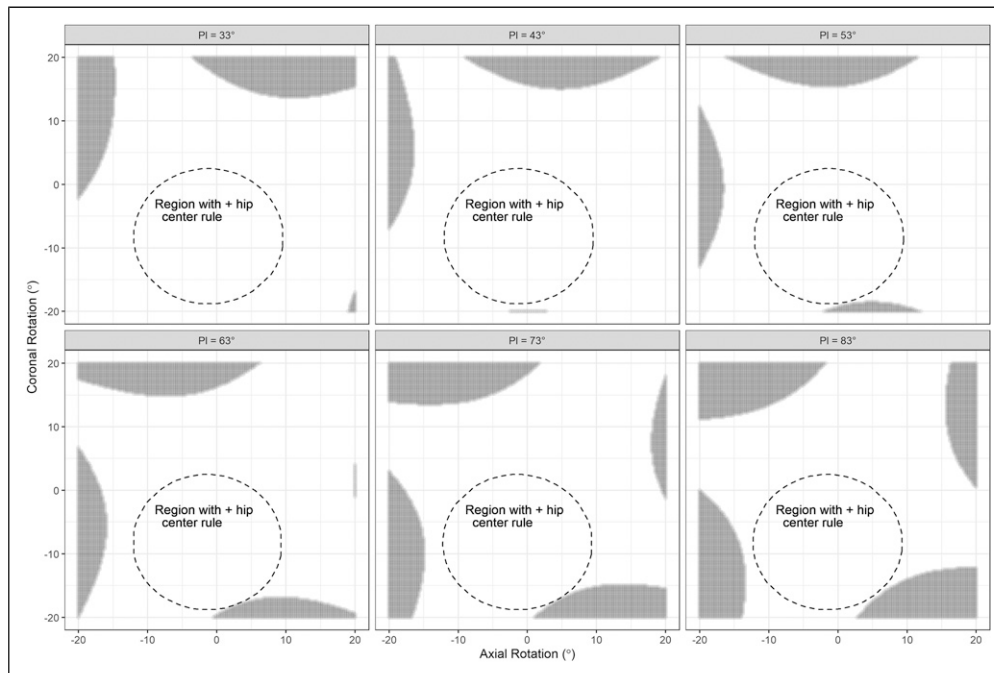 PI = 33°
PI = 43°
PI = 53°
20
10
0
-10
-20
Region with + hip
center rule
Region with + hip
center rule
Region with + hip
center rule
Coronal Rotation (°)
PI = 63°
PI = 73°
PI = 83°
20
10
0
-10
-20
Region with + hip
center rule
Region with + hip
center rule
Region with + hip
center rule
-20 -10 0 10 20
-20 -10 0 10 20
-20 -10 0 10 20
Axial Rotation (°)